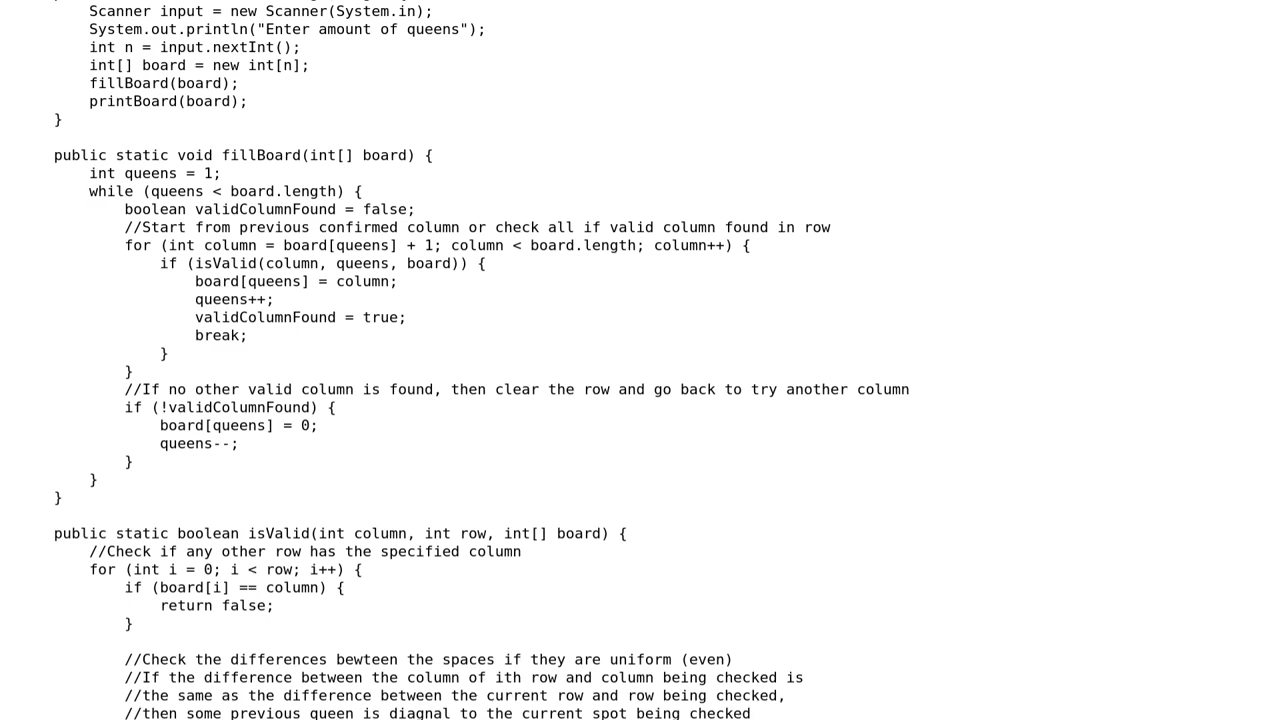 Scanner input = new Scanner(System.in);
System.out.println("Enter amount of queens");
int n = input.nextInt();
int[] board = new int[n];
fillBoard(board);
printBoard(board);
}
public static void fillBoard(int[] board) {
int queens = 1;
while (queens < board.length) {
boolean validColumnFound = false;
//Start from previous confirmed column or check all if valid column found in row
for (int column = board[queens] + 1; column < board.length; column++) {
if (isValid(column, queens, board)) {
board[queens] = column;
queens++;
validColumnFound = true;
break;
}
}
//If no other valid column is found, then clear the row and go back to try another column
if (!validColumnFound) {
board[queens] = 0;
queens--;
}
}
}
public static boolean isValid(int column, int row, int[] board) {
//Check if any other row has the specified column
for (int i = 0; i < row; i++) {
if (board[i] == column) {
return false;
}
//Check the differences bewteen the spaces if they are uniform (even)
//If the difference between the column of ith row and column being checked is
//the same as the difference between the current row and row being checked,
//then some previous queen is diagnal to the current spot being checked